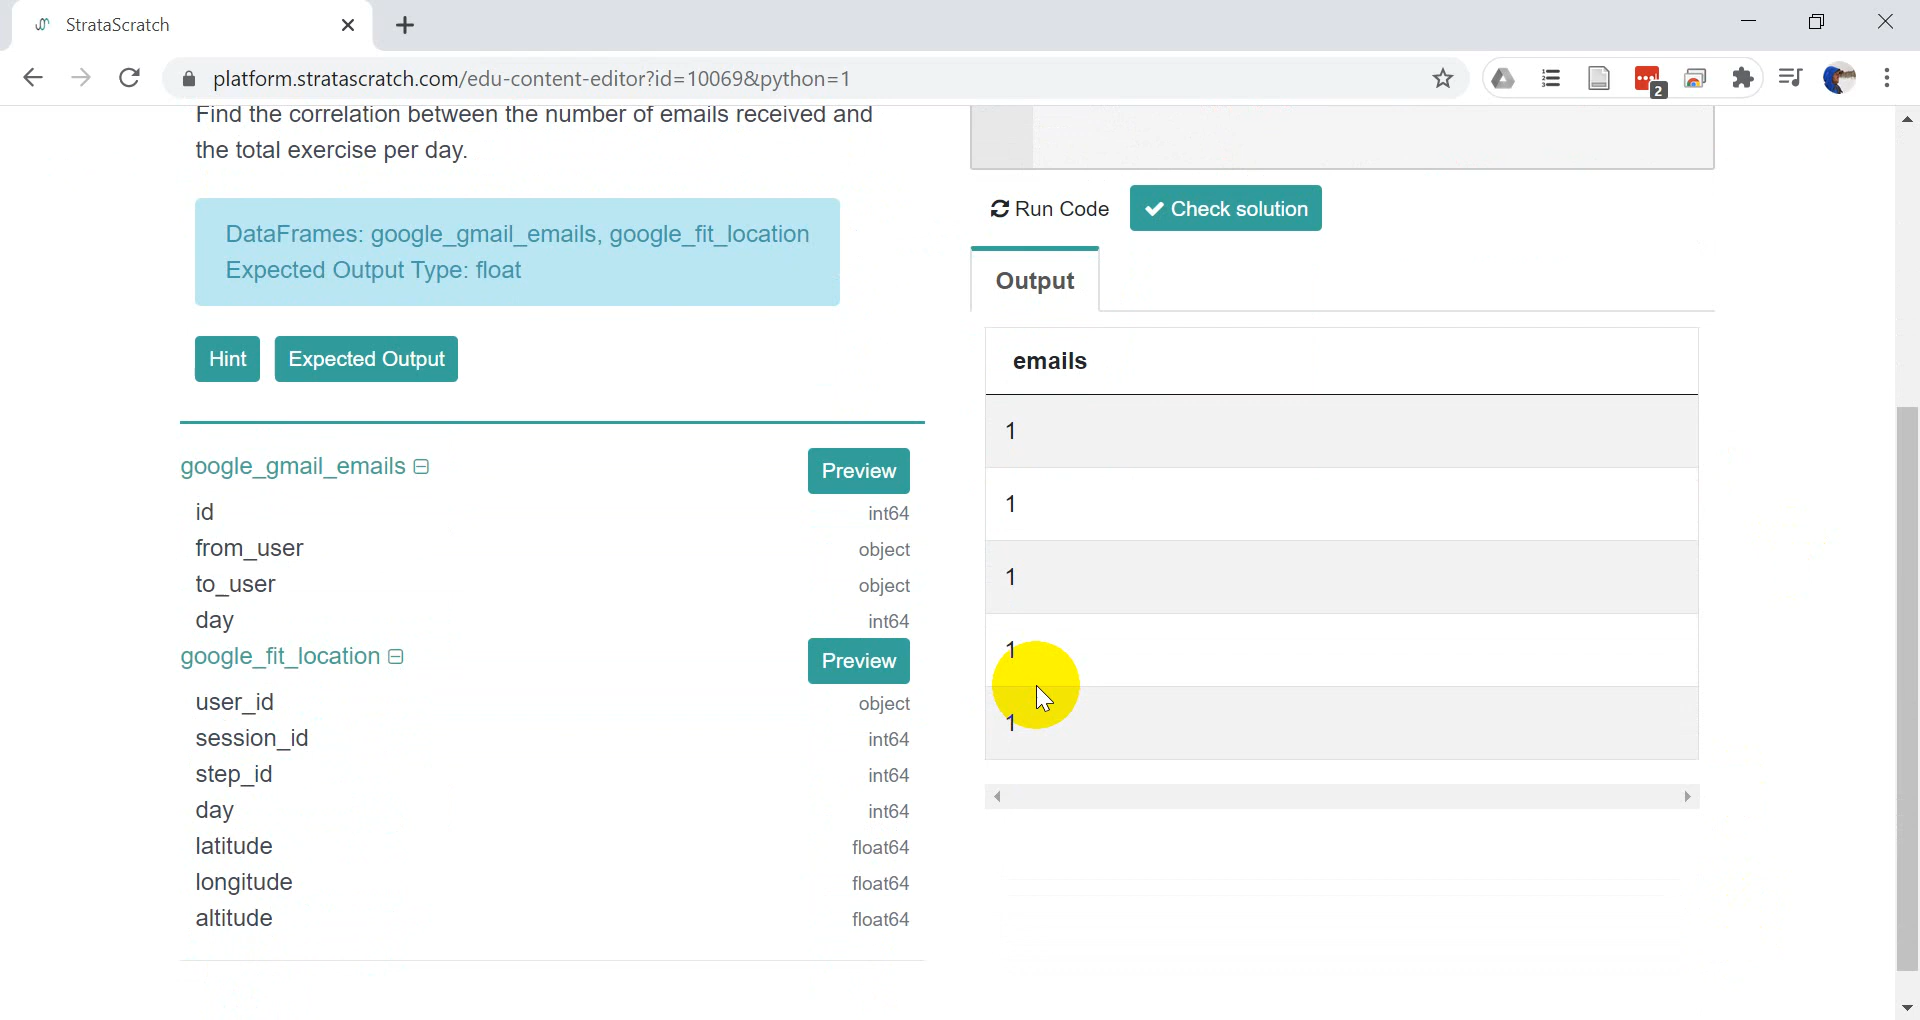 StrataScratch
platform.stratascratch.com/edu-content-editor?id=10069&python=1
2
Find the correlation between the number of emails received and
the total exercise per day.
DataFrames: google_gmail_emails, google_fit_location
Expected Output Type: float
Hint
Expected Output
google_gmail_emails
Preview
id int64
from_user object
to_user object
day int64
google_fit_location
Preview
user_id object
session_id int64
step_id int64
day int64
latitude float64
longitude float64
altitude float64
Run Code
Check solution
Output
emails
1
1
1
1
1